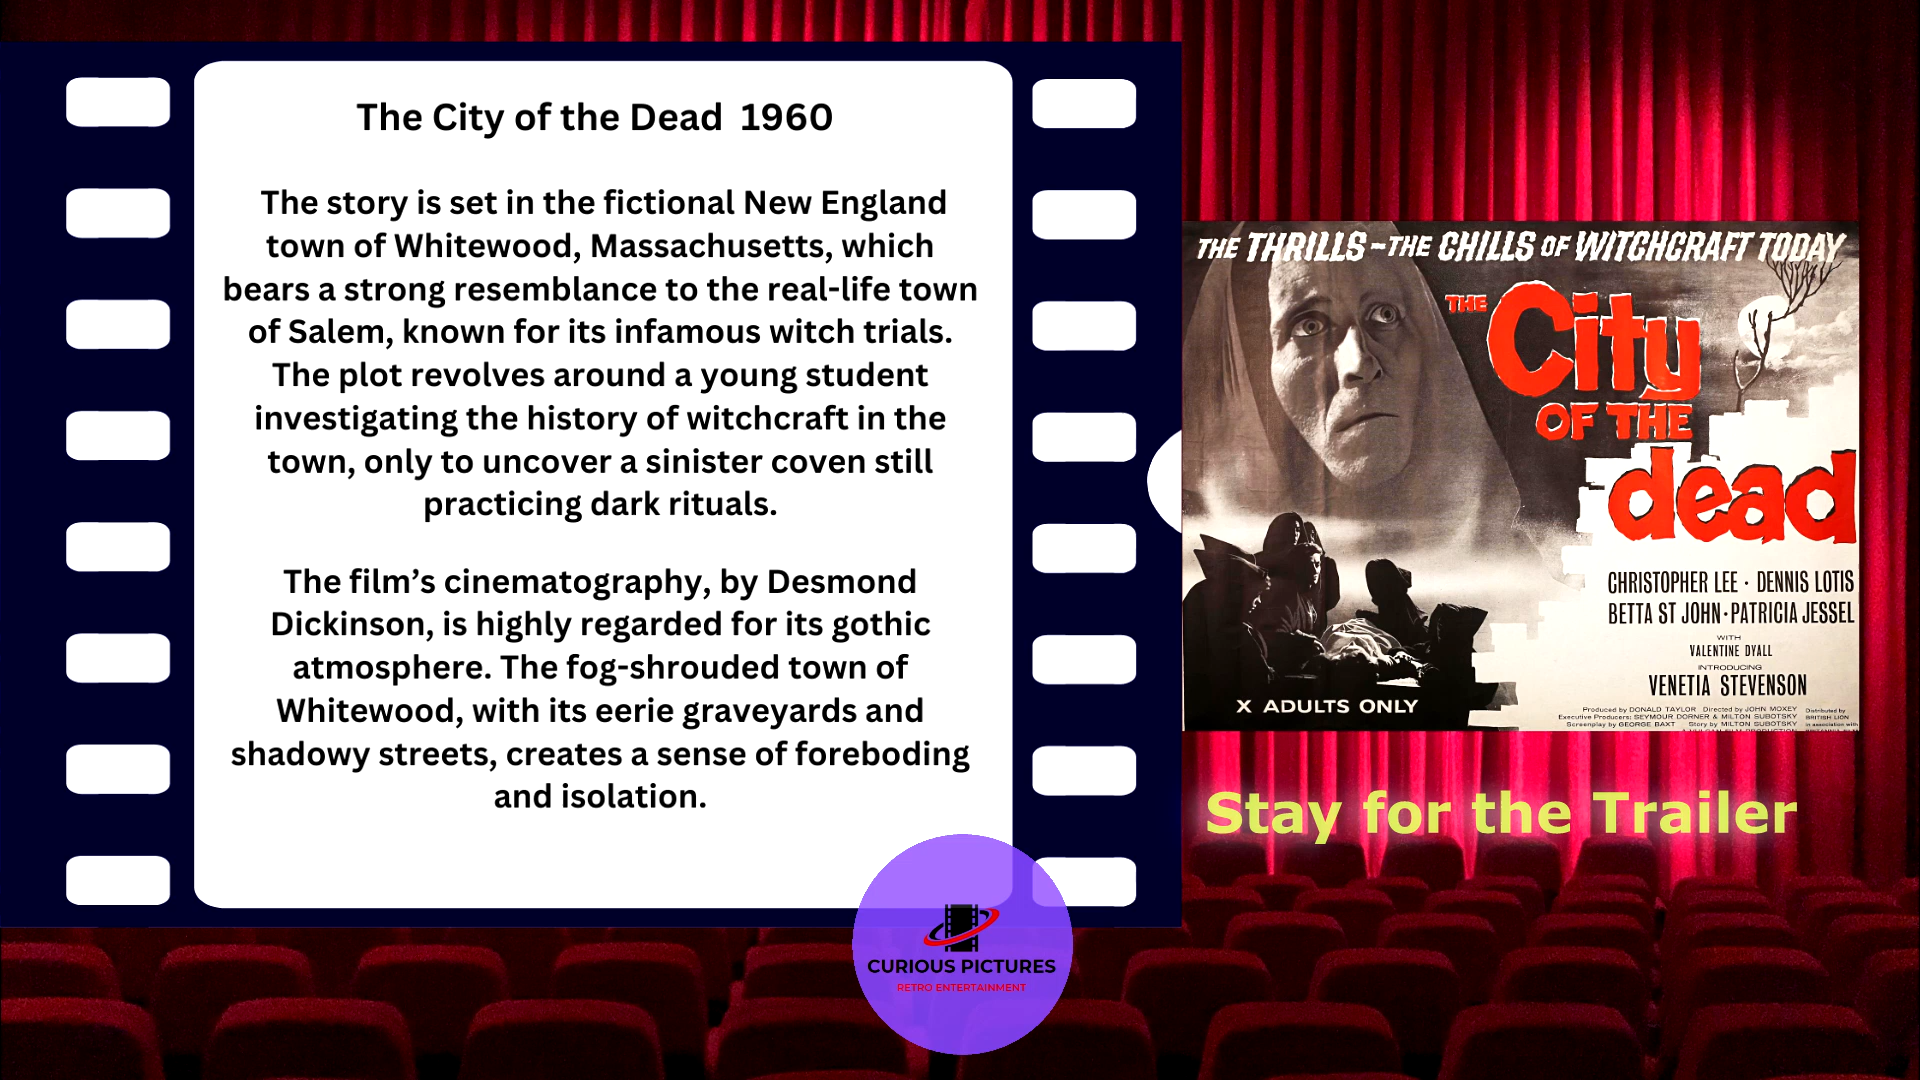 The City of the Dead 1960
The story is set in the fictional New England
town of Whitewood, Massachusetts, which
bears a strong resemblance to the real-life town
of Salem, known for its infamous witch trials.
The plot revolves around a young student
investigating the history of witchcraft in the
town, only to uncover a sinister coven still
practicing dark rituals.
The film’s cinematography, by Desmond
Dickinson, is highly regarded for its gothic
atmosphere. The fog-shrouded town of
Whitewood, with its eerie graveyards and
shadowy streets, creates a sense of foreboding
and isolation.
THE THRILLS – THE CHILLS OF WITCHCRAFT TODAY
THE City
OF THE
dead
CHRISTOPHER LEE · DENNIS LOTIS
BETTA ST JOHN · PATRICIA JESSEL
WITH
VALENTINE DYALL
INTRODUCING
VENETIA STEVENSON
X ADULTS ONLY
Produced by DONALD TAYLOR Directed by JOHN MOXEY
Executive Producers: SEYMOUR DORNER & MILTON SUBOTSKY
Screenplay by GEORGE BAXT Story by MILTON SUBOTSKY
Distributed by
BRITISH LION
in association with
Stay for the Trailer
CURIOUS PICTURES
RETRO ENTERTAINMENT